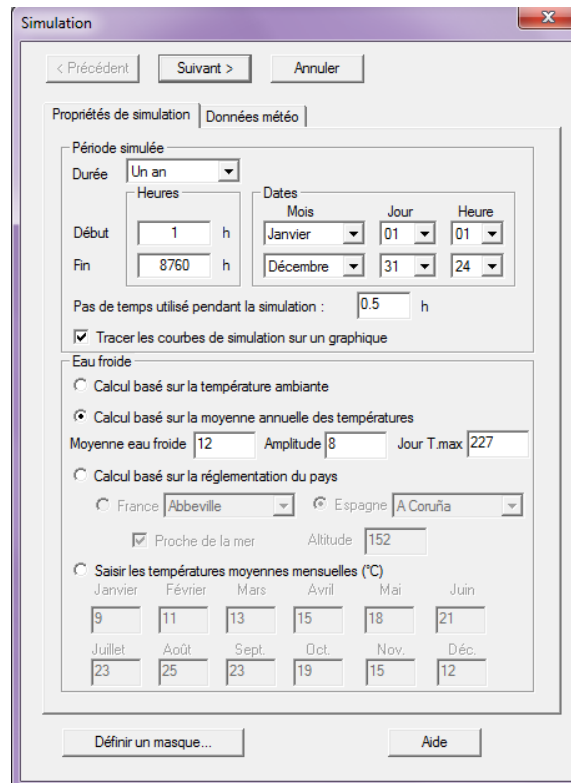 Simulation
x
< Précédent Suivant > Annuler
Propriétés de simulation Données météo
Période simulée
Durée Un an
Heures Dates
Mois Jour Heure
Début 1 h Janvier 01 01
Fin 8760 h Décembre 31 24
Pas de temps utilisé pendant la simulation : 0.5 h
Tracer les courbes de simulation sur un graphique
Eau froide
Calcul basé sur la température ambiante
Calcul basé sur la moyenne annuelle des températures
Moyenne eau froide 12 Amplitude 8 Jour T.max 227
Calcul basé sur la réglementation du pays
France Abbeville Espagne A Coruña
Proche de la mer Altitude 152
Saisir les températures moyennes mensuelles (°C)
Janvier Février Mars Avril Mai Juin
9 11 13 15 18 21
Juillet Août Sept. Oct. Nov. Déc.
23 25 23 19 15 12
Définir un masque... Aide